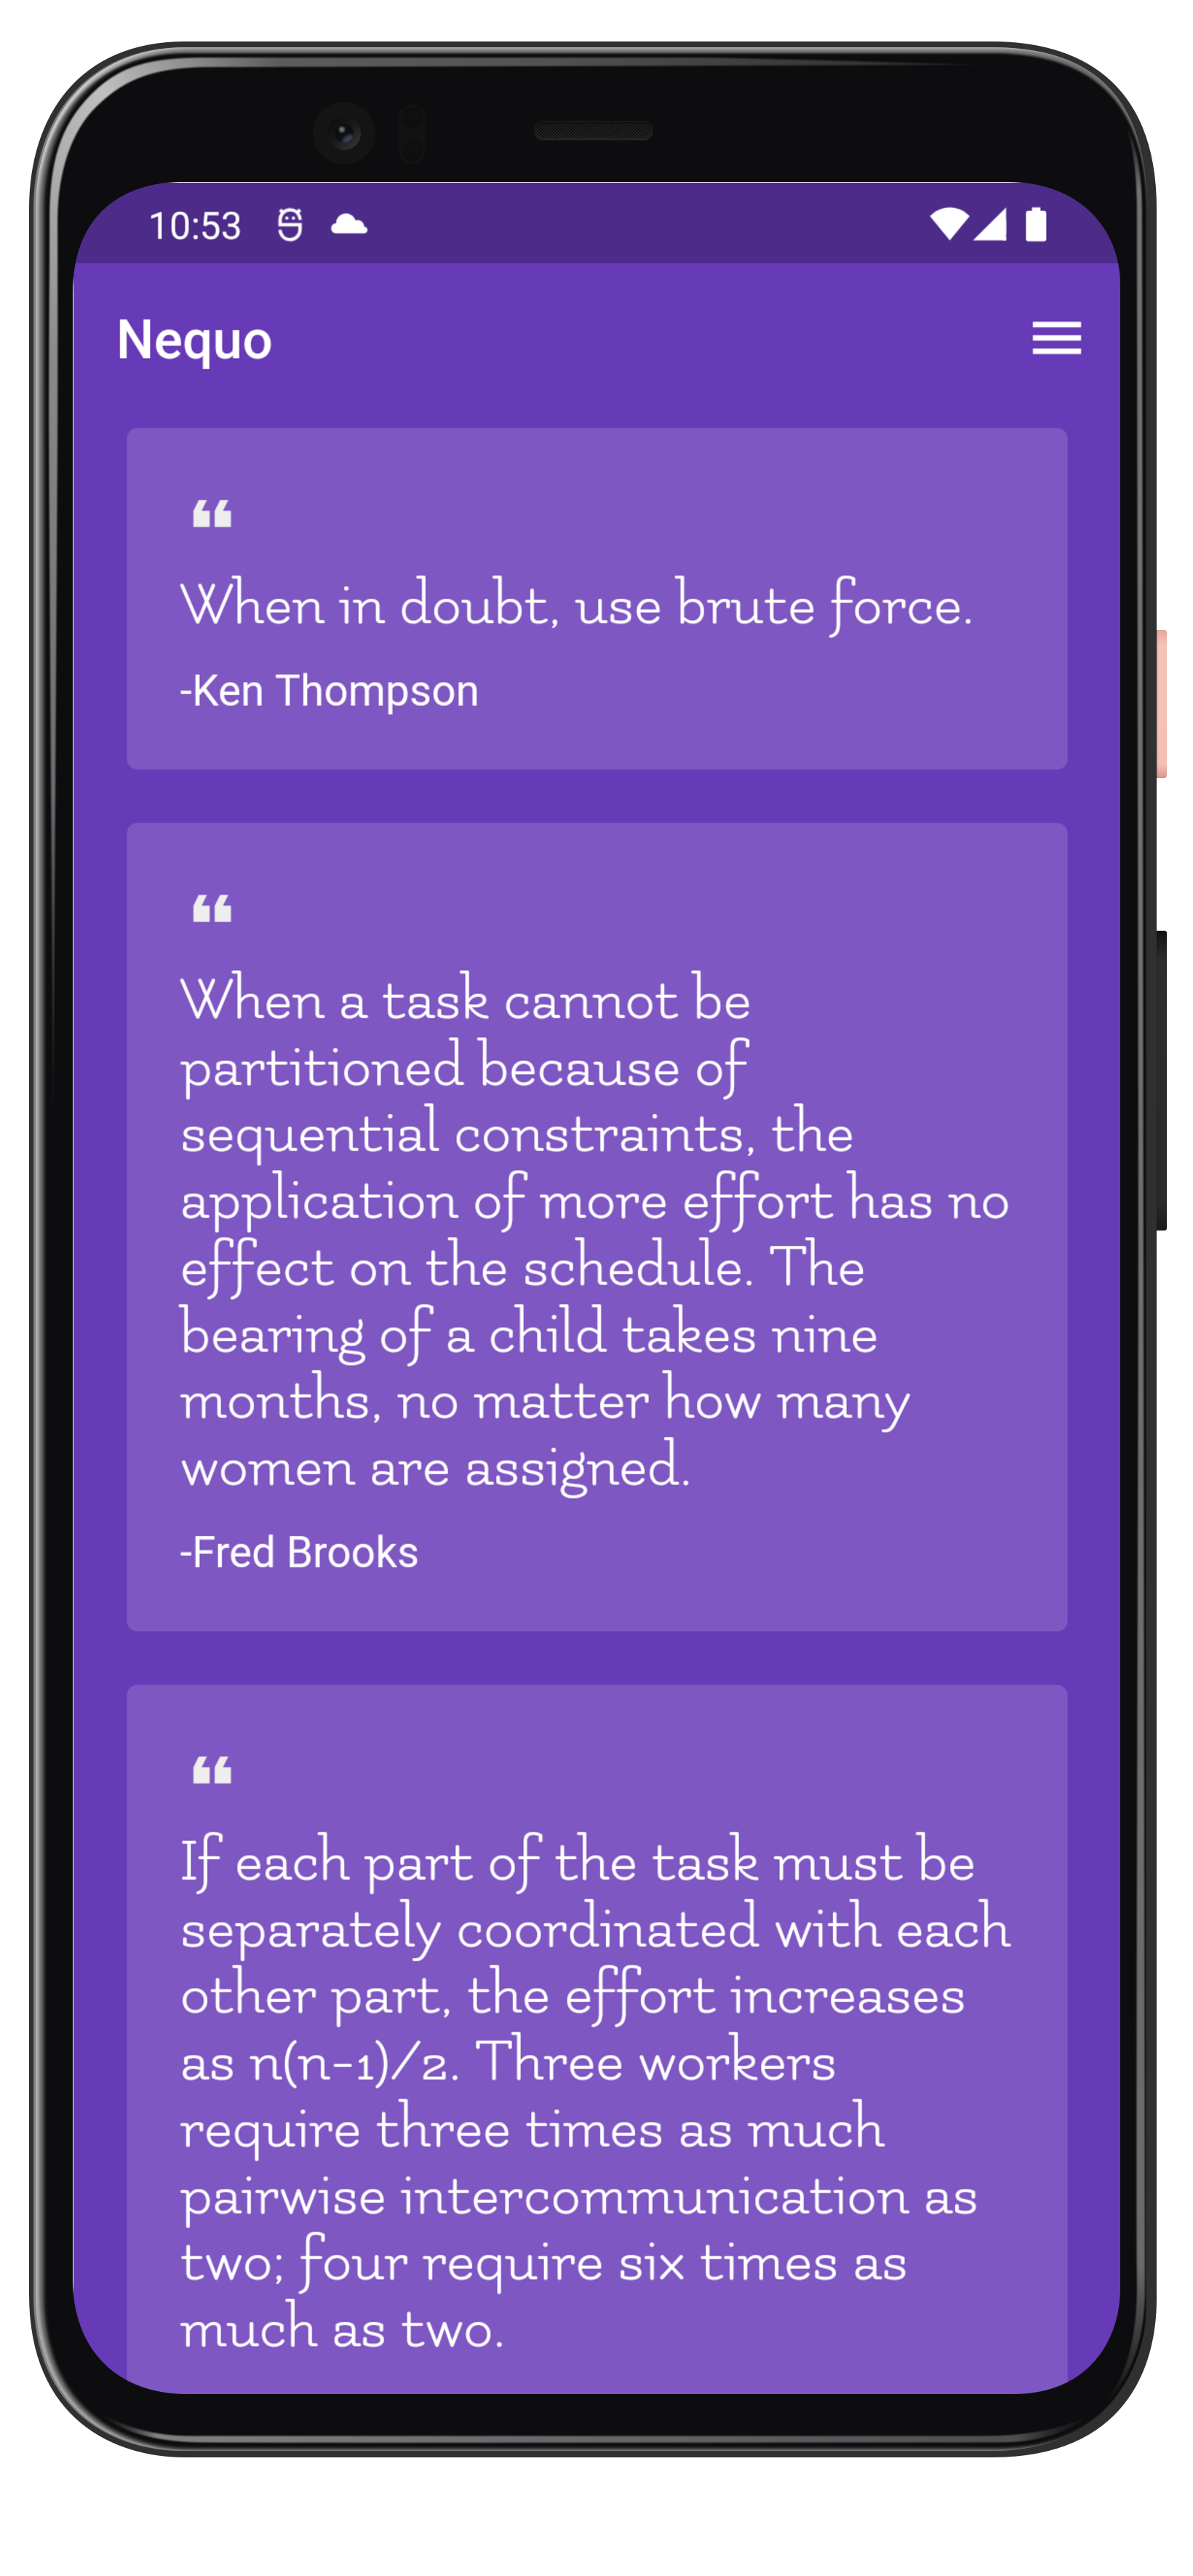 10:53
Nequo
❝
When in doubt, use brute force.
-Ken Thompson
❝
When a task cannot be
partitioned because of
sequential constraints, the
application of more effort has no
effect on the schedule. The
bearing of a child takes nine
months, no matter how many
women are assigned.
-Fred Brooks
❝
If each part of the task must be
separately coordinated with each
other part, the effort increases
as n(n-1)/2. Three workers
require three times as much
pairwise intercommunication as
two; four require six times as
much as two.